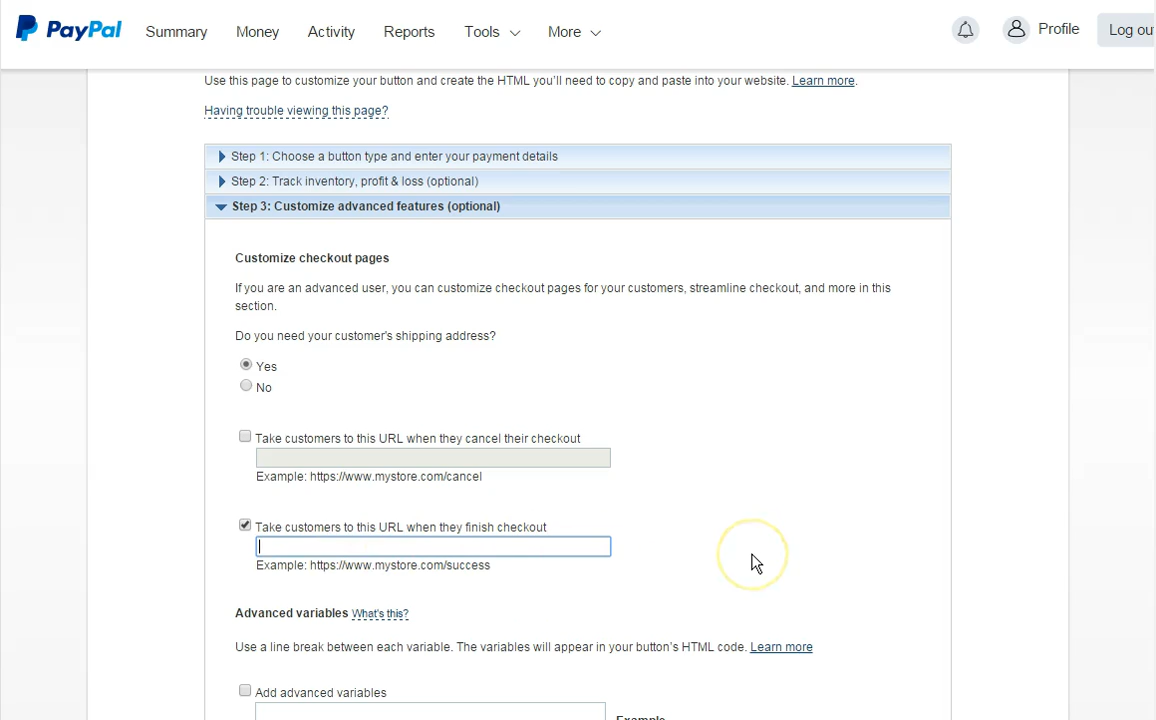 PayPal Summary Money Activity Reports Tools More Profile Log
Use this page to customize your button and create the HTML you'll need to copy and paste into your website. Learn more.
Having trouble viewing this page?
Step 1: Choose a button type and enter your payment details
Step 2: Track inventory, profit & loss (optional)
Step 3: Customize advanced features (optional)
Customize checkout pages
If you are an advanced user, you can customize checkout pages for your customers, streamline checkout, and more in this
section.
Do you need your customer's shipping address?
Yes
No
Take customers to this URL when they cancel their checkout
Example: https://www.mystore.com/cancel
Take customers to this URL when they finish checkout
Example: https://www.mystore.com/success
Advanced variables What's this?
Use a line break between each variable. The variables will appear in your button's HTML code. Learn more
Add advanced variables
Example